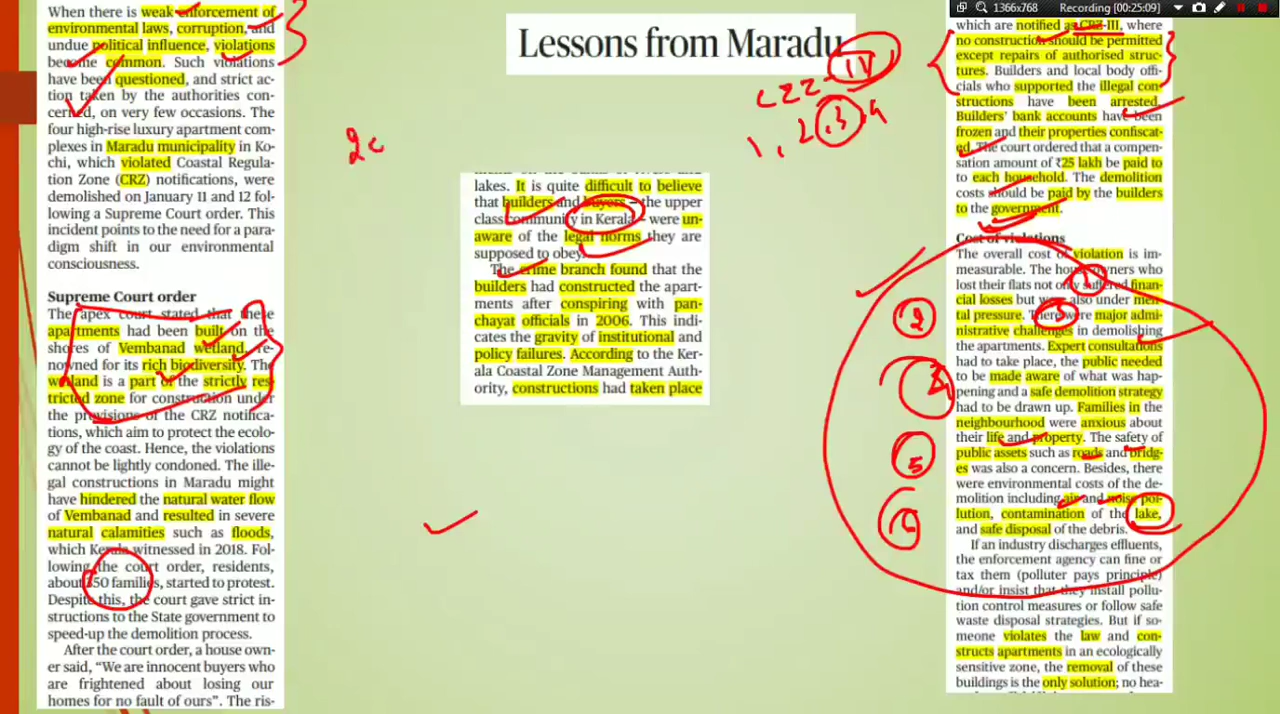 When there is weak enforcement of
environmental laws, corruption, and
undue political influence, violations
become common. Such violations
have been questioned, and strict ac-
tion taken by the authorities con-
cerned, on very few occasions. The
four high-rise luxury apartment com-
plexes in Maradu municipality in Ko-
chi, which violated Coastal Regula-
tion Zone (CRZ) notifications, were
demolished on January 11 and 12 fol-
lowing a Supreme Court order. This
incident points to the need for a para-
digm shift in our environmental
consciousness.
Supreme Court order
The apex court stated that these
apartments had been built on the
shores of Vembanad wetland, re-
nowned for its rich biodiversity. The
wetland is a part of the strictly res-
tricted zone for construction under
the provisions of the CRZ notifica-
tions, which aim to protect the ecolo-
gy of the coast. Hence, the violations
cannot be lightly condoned. The ille-
gal constructions in Maradu might
have hindered the natural water flow
of Vembanad and resulted in severe
natural calamities such as floods,
which Kerala witnessed in 2018. Fol-
lowing the court order, residents,
about 350 families, started to protest.
Despite this, the court gave strict in-
structions to the State government to
speed-up the demolition process.
After the court order, a house own-
er said, “We are innocent buyers who
are frightened about losing our
homes for no fault of ours”. The ris-
Lessons from Maradu
IV
1, 2 3, 4
lakes. It is quite difficult to believe
that builders and buyers – the upper
class community in Kerala – were un-
aware of the legal norms they are
supposed to obey.
The crime branch found that the
builders had constructed the apart-
ments after conspiring with pan-
chayat officials in 2006. This indi-
cates the gravity of institutional and
policy failures. According to the Ker-
ala Coastal Zone Management Auth-
ority, constructions had taken place
1366x768 Recording [00:25:09]
which are notified as CRZ-III, where
no construction should be permitted
except repairs of authorised struc-
tures. Builders and local body offi-
cials who supported the illegal con-
structions have been arrested.
Builders’ bank accounts have been
frozen and their properties confiscat-
ed. The court ordered that a compen-
sation amount of ₹25 lakh be paid to
to each household. The demolition
costs should be paid by the builders
to the government.
Cost of violations
The overall cost of violation is im-
measurable. The house owners who
lost their flats not only suffered finan-
cial losses but were also under men-
tal pressure. There were major admi-
nistrative challenges in demolishing
the apartments. Expert consultations
had to take place, the public needed
to be made aware of what was hap-
pening and a safe demolition strategy
had to be drawn up. Families in the
neighbourhood were anxious about
their life and property. The safety of
public assets such as roads and bridg-
es was also a concern. Besides, there
were environmental costs of the de-
molition including air and noise pol-
lution, contamination of the lake,
and safe disposal of the debris.
If an industry discharges effluents,
the enforcement agency can fine or
tax them (polluter pays principle)
and/or insist that they install pollu-
tion control measures or follow safe
waste disposal strategies. But if so-
meone violates the law and con-
structs apartments in an ecologically
sensitive zone, the removal of these
buildings is the only solution; no hea-
1
2
5